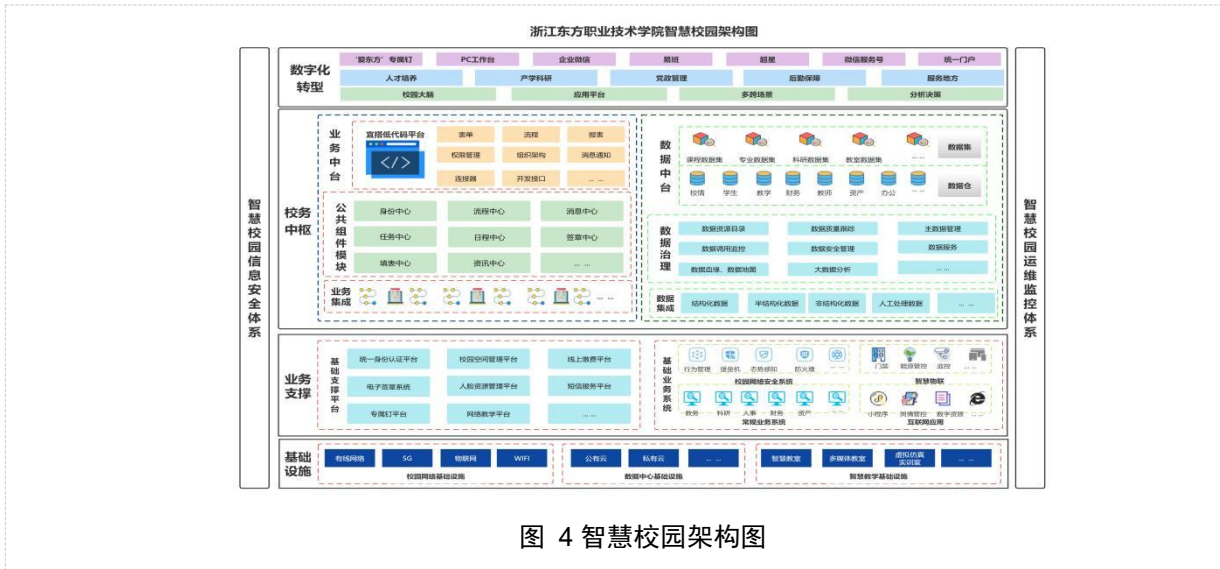 浙江东方职业技术学院智慧校园架构图
智慧校园信息安全体系
数字化转型
'爱东方' 专属钉 PC工作台 企业微信 易班 超星 微信服务号 统一门户
人才培养 产学科研 党政管理 后勤保障 服务地方
校园大脑 应用平台 多跨场景 分析决策
校务中枢
业务中台
宜搭低代码平台
</>
表单 流程 报表
权限管理 组织架构 消息通知
连接器 开发接口 ... ...
公共组件模块
身份中心 流程中心 消息中心
任务中心 日程中心 签章中心
填表中心 资讯中心 ... ...
业务集成
... ...
数据中台
课程数据集 专业数据集 科研数据集 教室数据集 ... ... 数据集
校情 学生 教学 财务 教师 资产 办公 ... ... 数据仓
数据治理
数据资源目录 数据质量跟踪 主数据管理
数据调用监控 数据安全管理 数据服务
数据血缘、数据地图 大数据分析 ... ...
数据集成
结构化数据 半结构化数据 非结构化数据 人工处理数据 ... ...
业务支撑
基础支撑平台
统一身份认证平台 校园空间管理平台 线上缴费平台
电子签章系统 人脸资源管理平台 短信服务平台
专属钉平台 网络教学平台 ... ...
基础业务系统
行为管理 堡垒机 态势感知 防火墙 ... ...
校园网络安全系统
门禁 能源管控 监控 ... ...
智慧物联
教务 科研 人事 财务 资产 ... ...
常规业务系统
小程序 舆情管控 数字资源 ... ...
互联网应用
基础设施
有线网络 5G 物联网 WIFI
校园网络基础设施
公有云 私有云 ... ...
数据中心基础设施
智慧教室 多媒体教室 虚拟仿真实训室 ... ...
智慧教学基础设施
智慧校园运维监控体系
图 4 智慧校园架构图